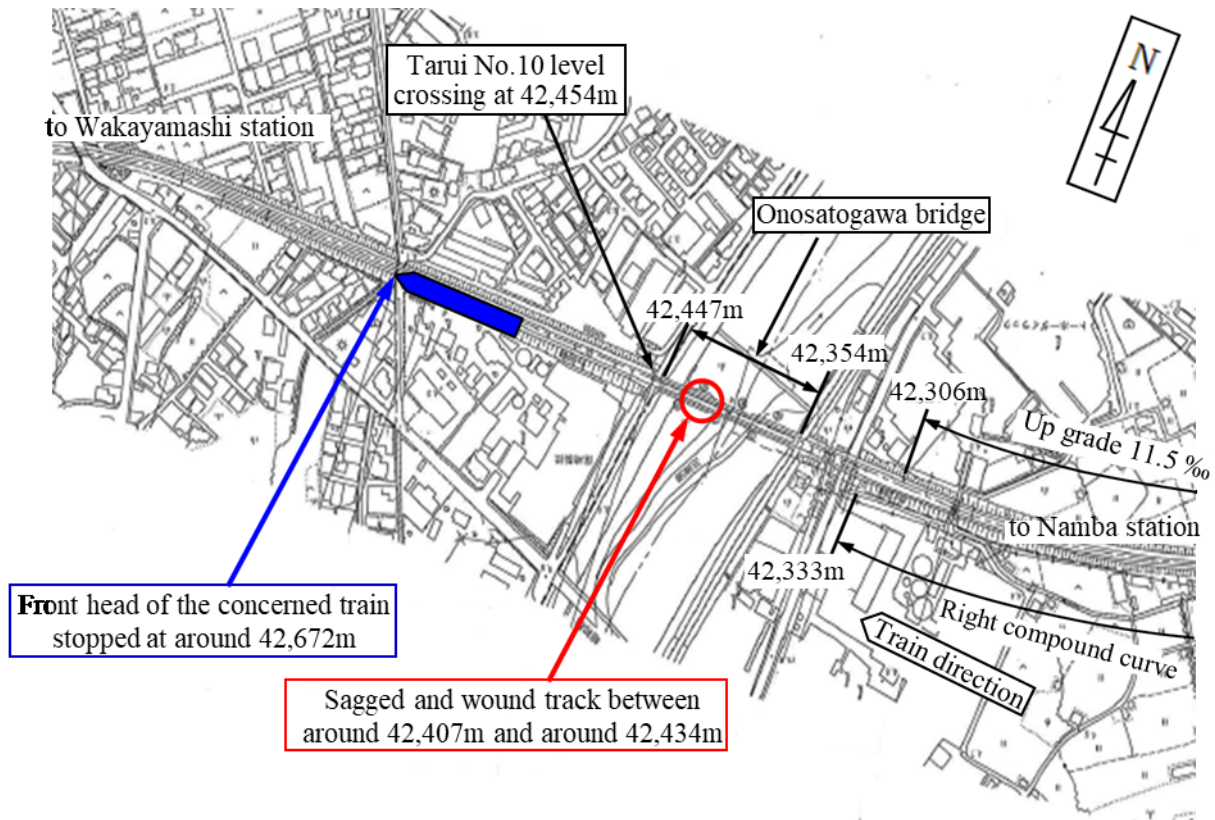 Tarui No.10 level
crossing at 42,454m
N
to Wakayamashi station
Onosatogawa bridge
42,447m
42,354m
42,306m
Up grade 11.5 ‰
to Namba station
42,333m
Right compound curve
Train direction
Front head of the concerned train
stopped at around 42,672m
Sagged and wound track between
around 42,407m and around 42,434m